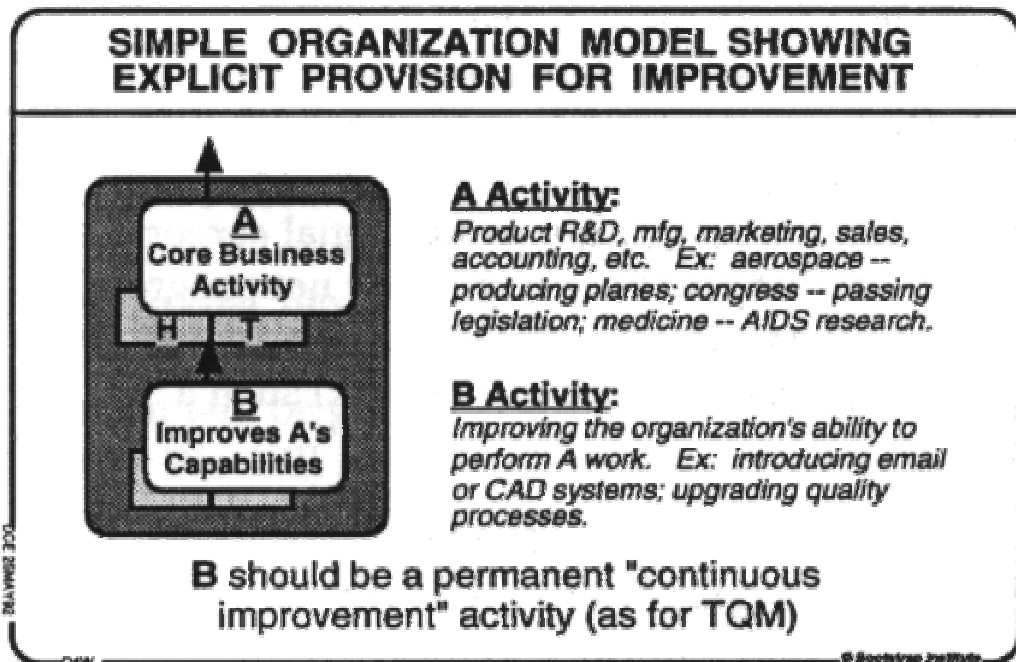 SIMPLE ORGANIZATION MODEL SHOWING
EXPLICIT PROVISION FOR IMPROVEMENT
A
Core Business
Activity
H T
B
Improves A's
Capabilities
A Activity:
Product R&D, mfg, marketing, sales,
accounting, etc. Ex: aerospace --
producing planes; congress -- passing
legislation; medicine -- AIDS research.
B Activity:
Improving the organization's ability to
perform A work. Ex: introducing email
or CAD systems; upgrading quality
processes.
B should be a permanent "continuous
improvement" activity (as for TQM)
© Bootstrap Institute